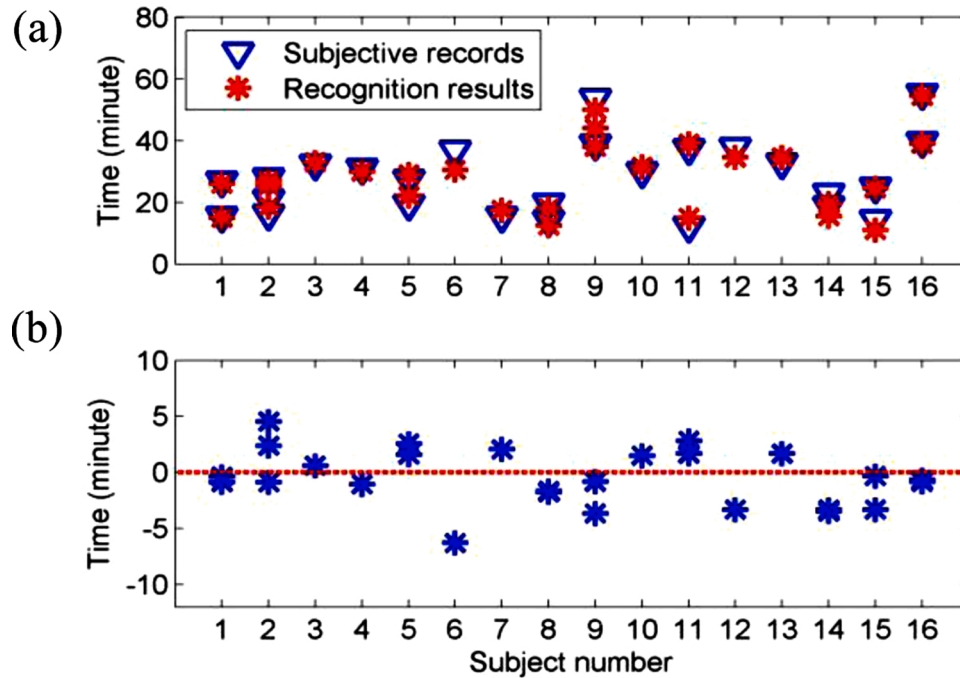 (a)
Time (minute)
80
60
40
20
0
Subjective records
Recognition results
1 2 3 4 5 6 7 8 9 10 11 12 13 14 15 16
(b)
Time (minute)
10
5
0
-5
-10
1 2 3 4 5 6 7 8 9 10 11 12 13 14 15 16
Subject number